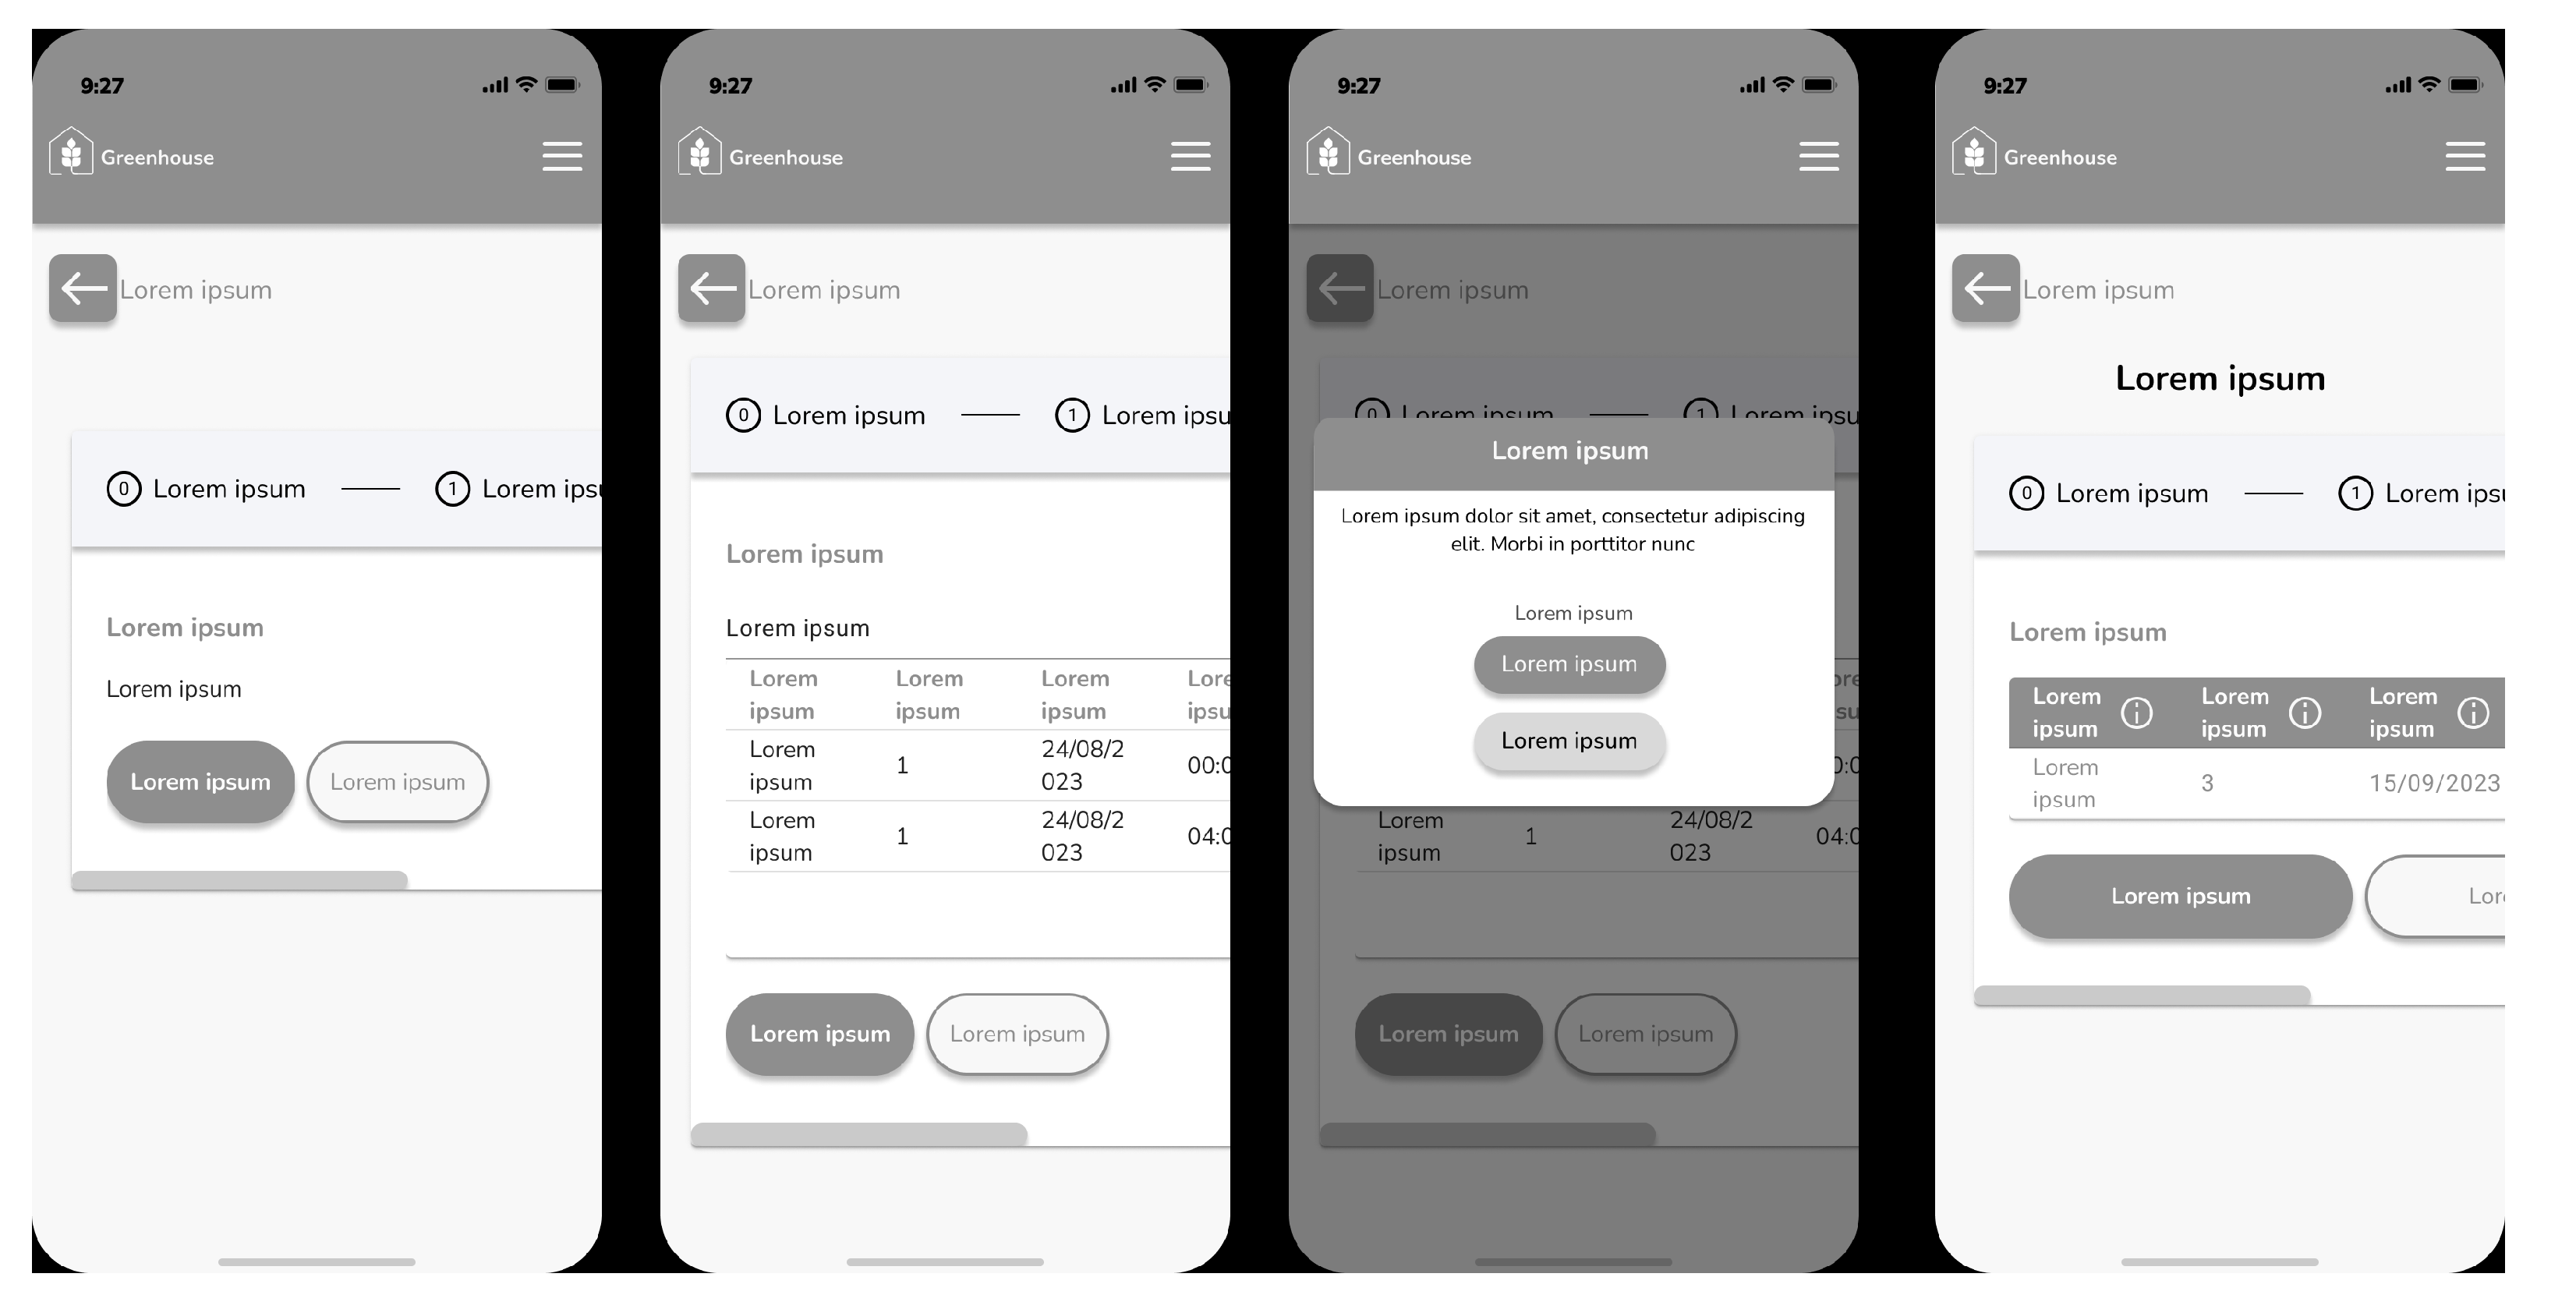 9:27
Greenhouse
Lorem ipsum
0 Lorem ipsum
1 Lorem ipsu
Lorem ipsum
Lorem ipsum
Lorem ipsum
Lorem ipsum
9:27
Greenhouse
Lorem ipsum
0 Lorem ipsum
1 Lorem ipsu
Lorem ipsum
Lorem ipsum
Lorem Lorem Lorem Lore
ipsum ipsum ipsum ipsu
Lorem 1 24/08/2 00:0
ipsum 023
Lorem 1 24/08/2 04:0
ipsum 023
Lorem ipsum
Lorem ipsum
9:27
Greenhouse
Lorem ipsum
0 Lorem ipsum
1 Lorem ipsu
Lorem ipsum
Lorem ipsum dolor sit amet, consectetur adipiscing
elit. Morbi in porttitor nunc
Lorem ipsum
Lorem ipsum
Lorem ipsum
Lorem 1 24/08/2 04:0
ipsum 023
Lorem ipsum
Lorem ipsum
9:27
Greenhouse
Lorem ipsum
Lorem ipsum
0 Lorem ipsum
1 Lorem ipsu
Lorem ipsum
Lorem Lorem Lorem
ipsum ipsum ipsum
Lorem 3 15/09/2023
ipsum
Lorem ipsum
Lor